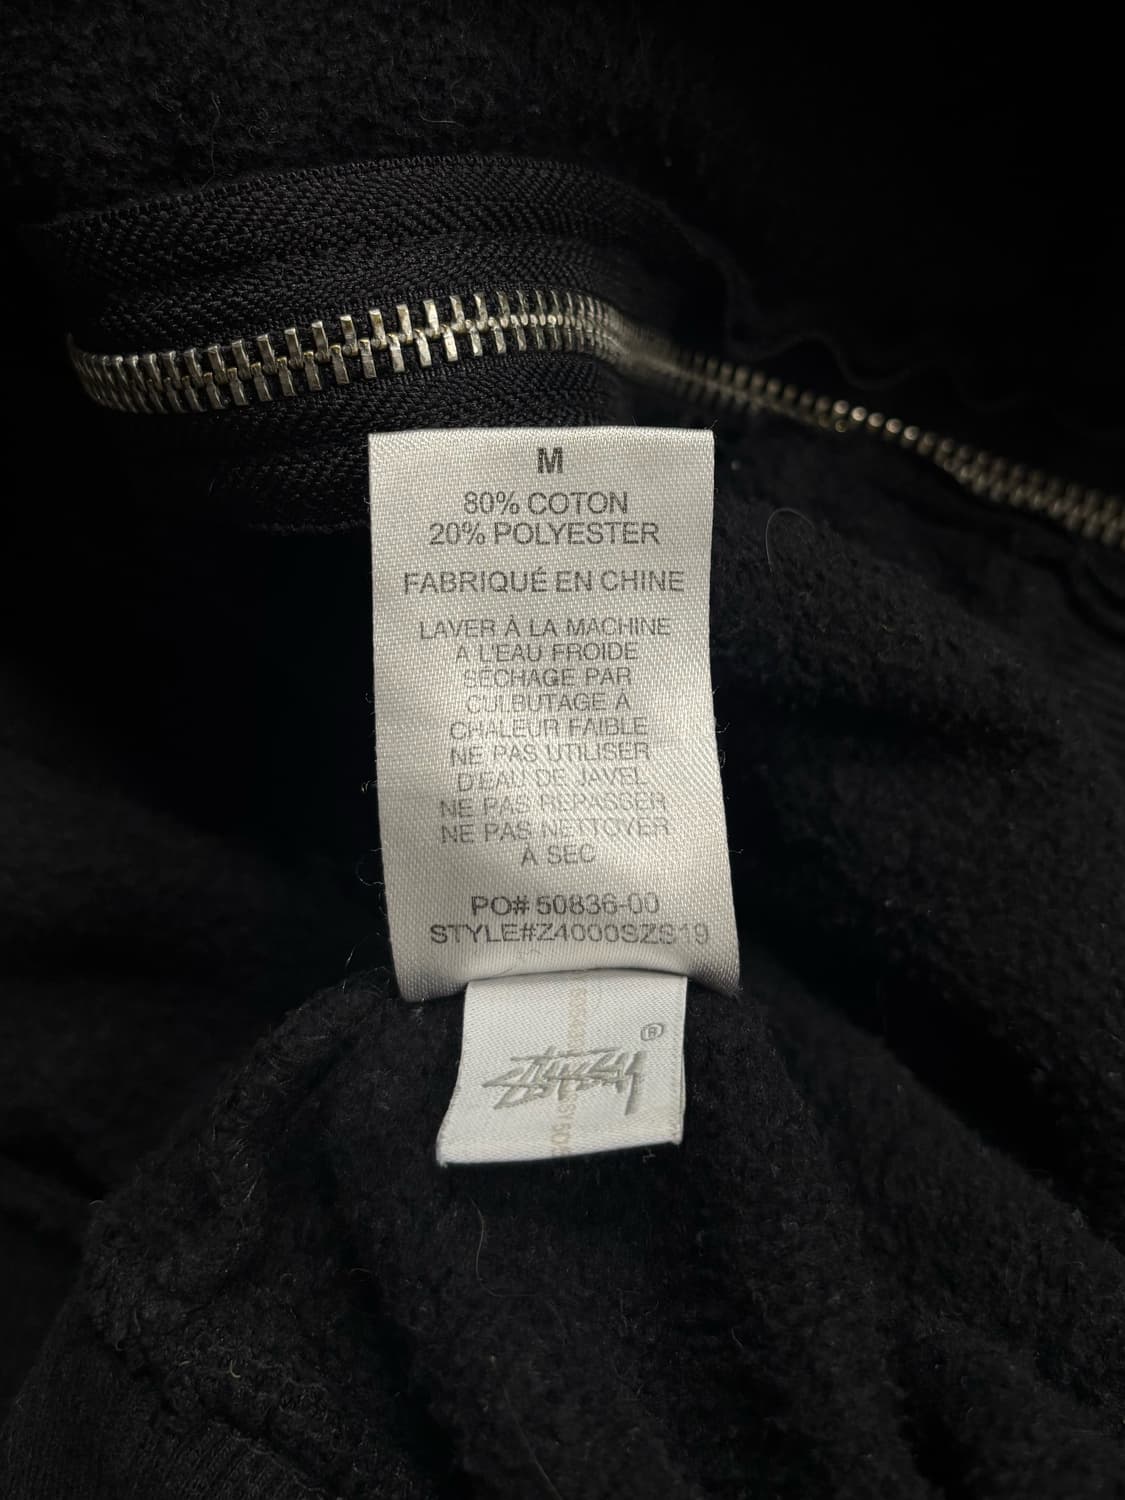 M
80% COTON
20% POLYESTER
FABRIQUÉ EN CHINE
LAVER À LA MACHINE
À L'EAU FROIDE
SÉCHAGE PAR
CULBUTAGE À
CHALEUR FAIBLE
NE PAS UTILISER
D'EAU DE JAVEL
NE PAS REPASSER
NE PAS NETTOYER
À SEC
PO# 50836-00
STYLE#Z4000SZS19
STÜSSY ®